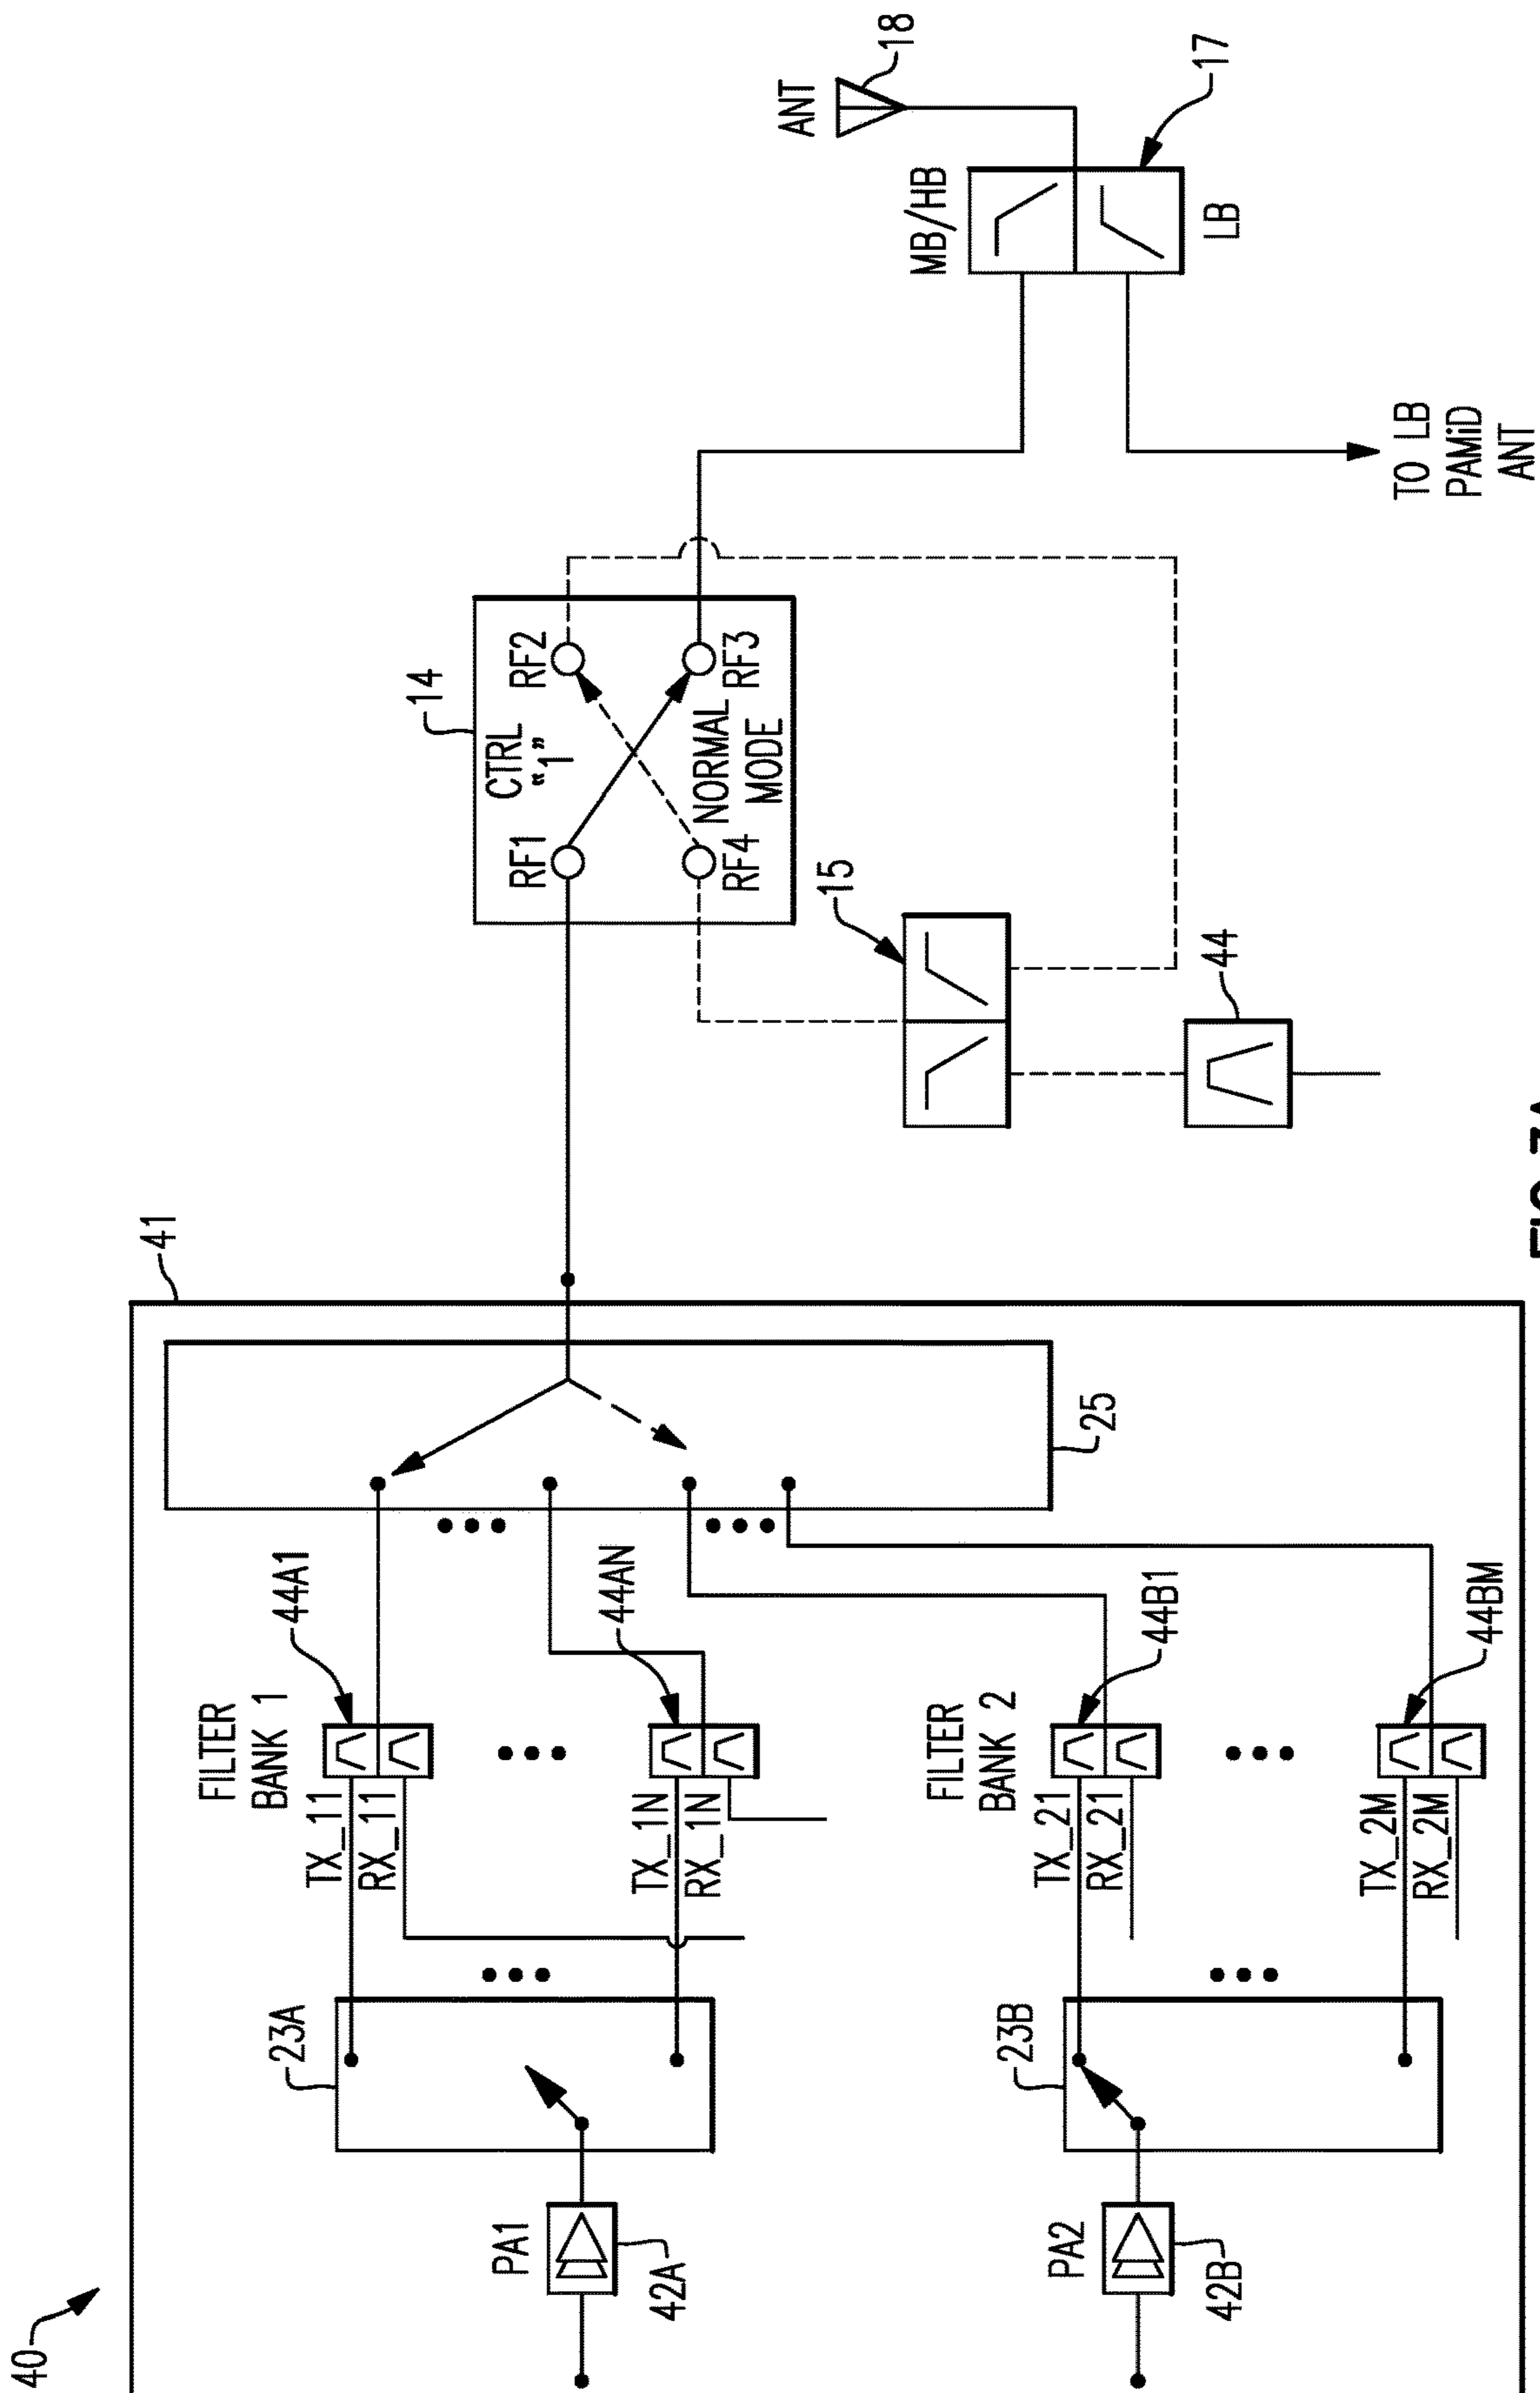 40
41
PA1
42A
23A
FILTER
BANK 1
TX_11
RX_11
44A1
TX_1N
RX_1N
44AN
PA2
42B
23B
FILTER
BANK 2
TX_21
RX_21
44B1
TX_2M
RX_2M
44BM
25
14
CTRL
“1”
RF1
RF2
RF4
RF3
NORMAL
MODE
15
44
ANT
18
MB/HB
17
LB
TO LB
PAMiD
ANT